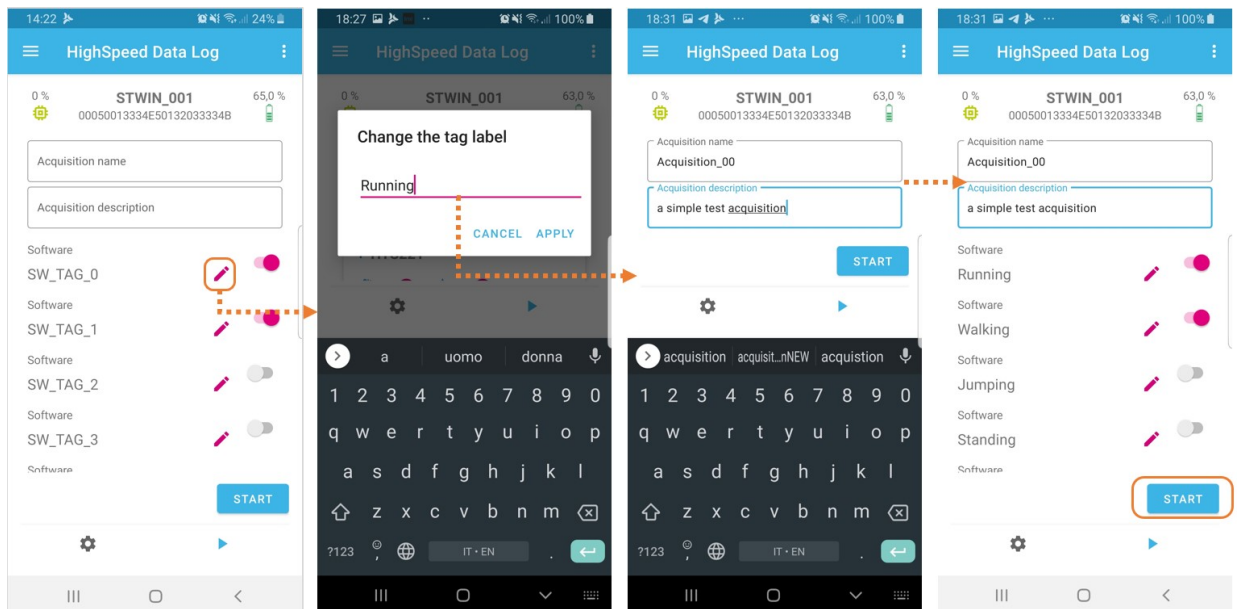 14:22 24%
HighSpeed Data Log
0 % STWIN_001 65,0 %
00050013334E50132033334B
Acquisition name
Acquisition description
Software
SW_TAG_0
Software
SW_TAG_1
Software
SW_TAG_2
Software
SW_TAG_3
Software
START
18:27 100%
HighSpeed Data Log
0 % STWIN_001 63,0 %
Change the tag label
Running
CANCEL APPLY
a uomo donna
1 2 3 4 5 6 7 8 9 0
q w e r t y u i o p
a s d f g h j k l
z x c v b n m
?123 , IT • EN .
18:31 100%
HighSpeed Data Log
0 % STWIN_001 63,0 %
00050013334E50132033334B
Acquisition name
Acquisition_00
Acquisition description
a simple test acquisition
START
acquisition acquisit...nNEW acquistion
1 2 3 4 5 6 7 8 9 0
q w e r t y u i o p
a s d f g h j k l
z x c v b n m
?123 , IT • EN .
18:31 100%
HighSpeed Data Log
0 % STWIN_001 63,0 %
00050013334E50132033334B
Acquisition name
Acquisition_00
Acquisition description
a simple test acquisition
Software
Running
Software
Walking
Software
Jumping
Software
Standing
Software
START